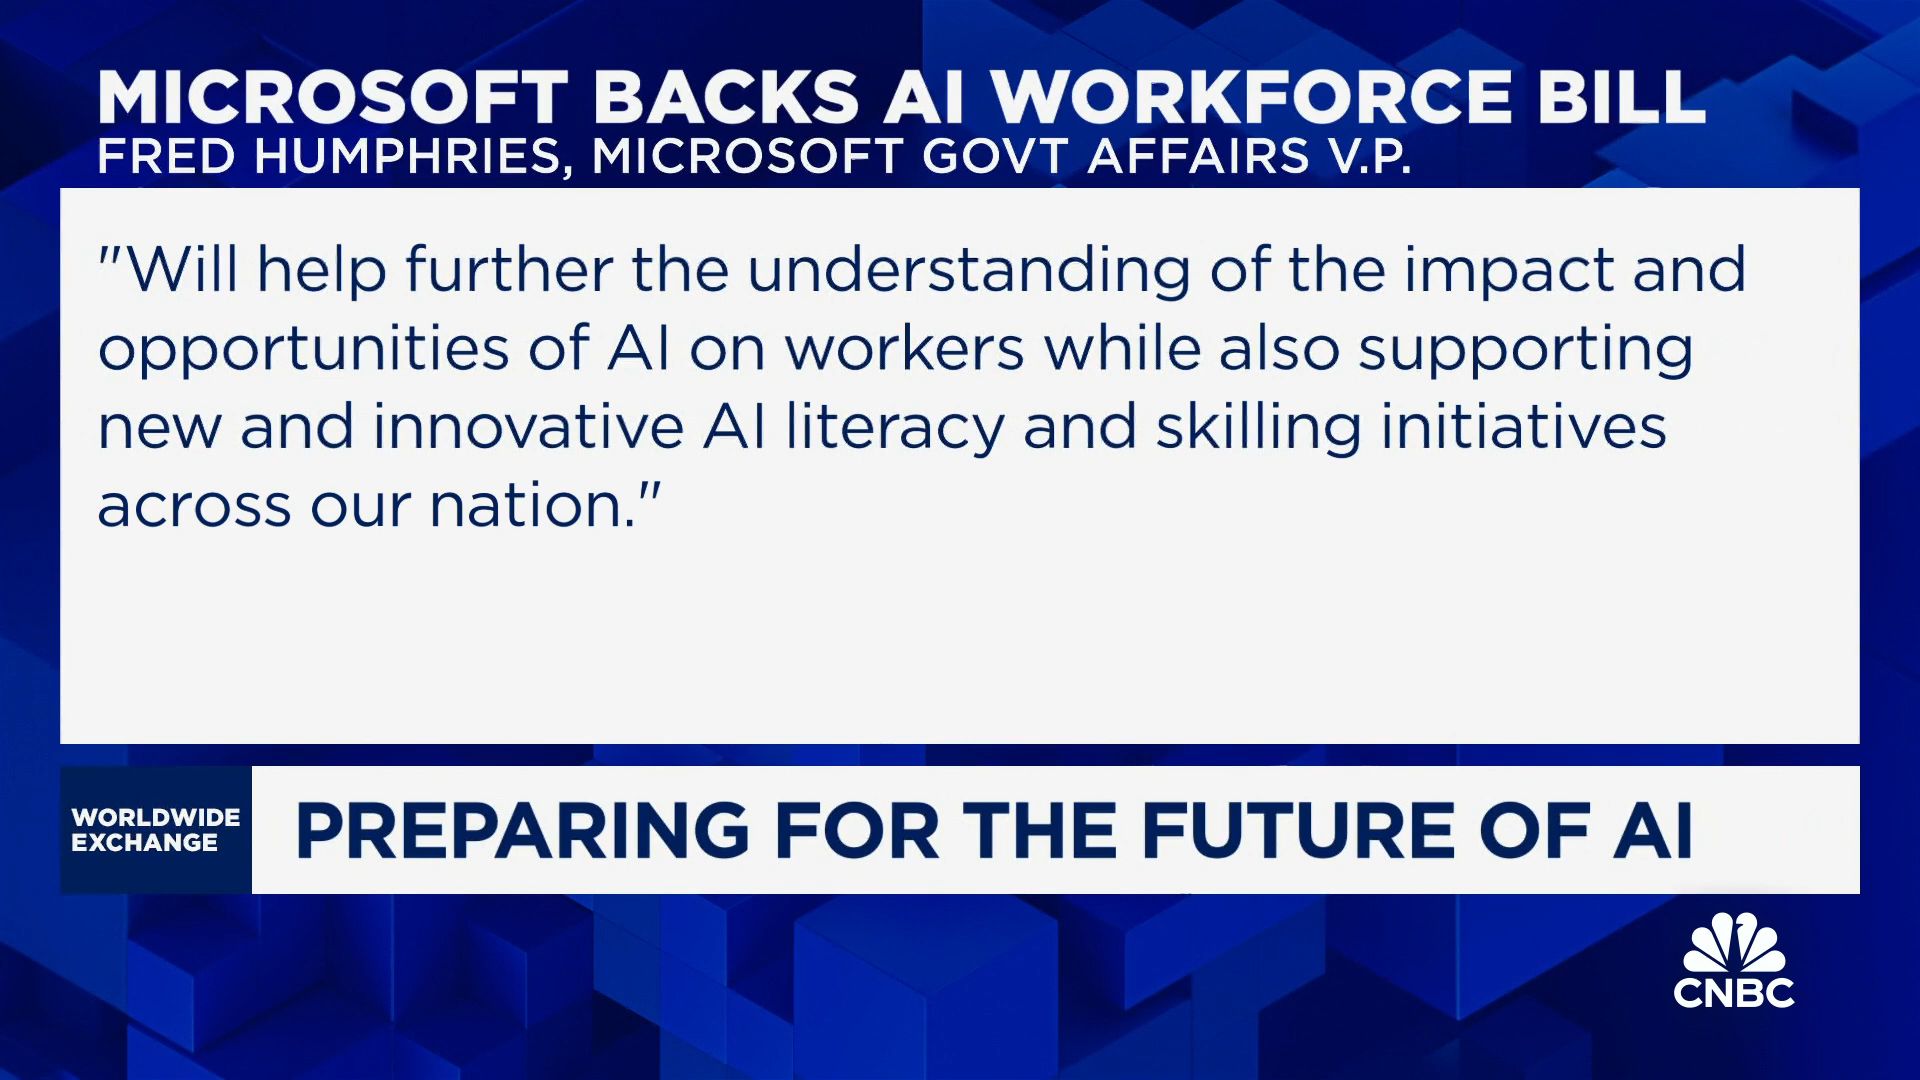 MICROSOFT BACKS AI WORKFORCE BILL
FRED HUMPHRIES, MICROSOFT GOVT AFFAIRS V.P.
"Will help further the understanding of the impact and
opportunities of AI on workers while also supporting
new and innovative AI literacy and skilling initiatives
across our nation."
WORLDWIDE
EXCHANGE
PREPARING FOR THE FUTURE OF AI
CNBC